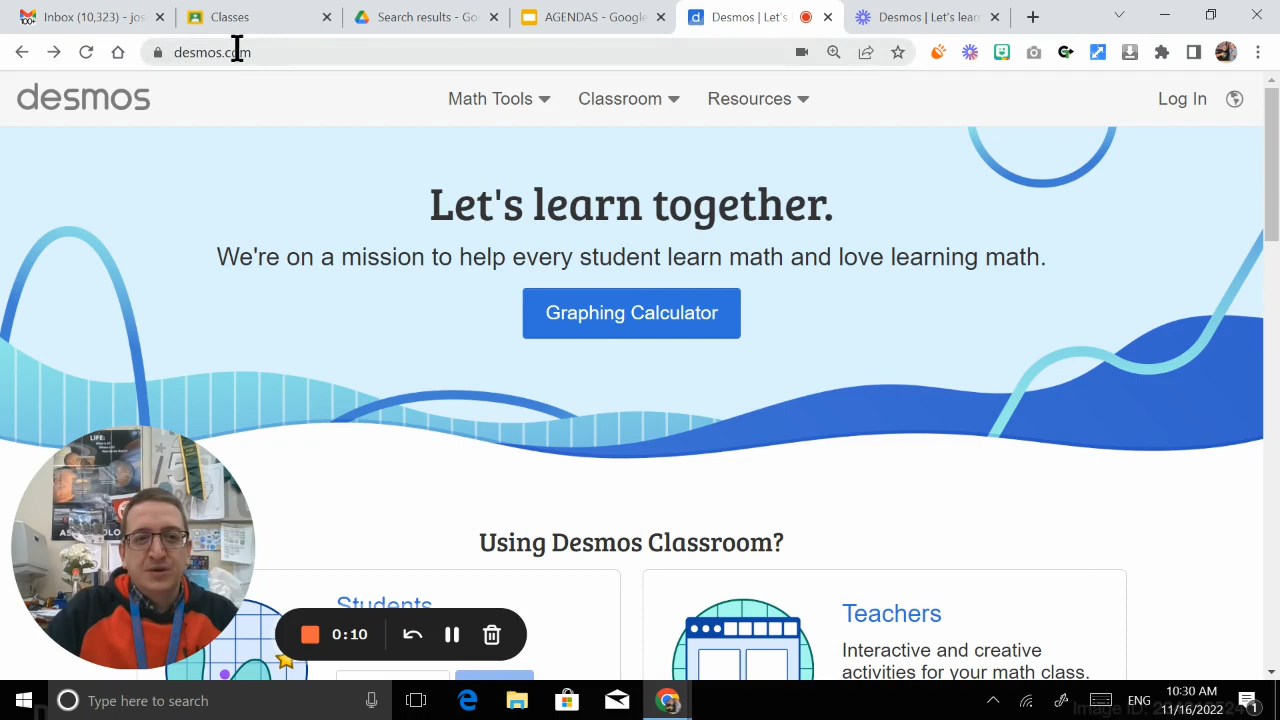 Inbox (10,323) - jos
Classes
Search results - Go
AGENDAS - Google
Desmos | Let's
Desmos | Let's lear
desmos.com
desmos
Math Tools
Classroom
Resources
Log In
Let's learn together.
We're on a mission to help every student learn math and love learning math.
Graphing Calculator
LIFE:
Using Desmos Classroom?
Students
Teachers
Interactive and creative
activities for your math class.
0:10
Type here to search
ENG
10:30 AM
11/16/2022
1